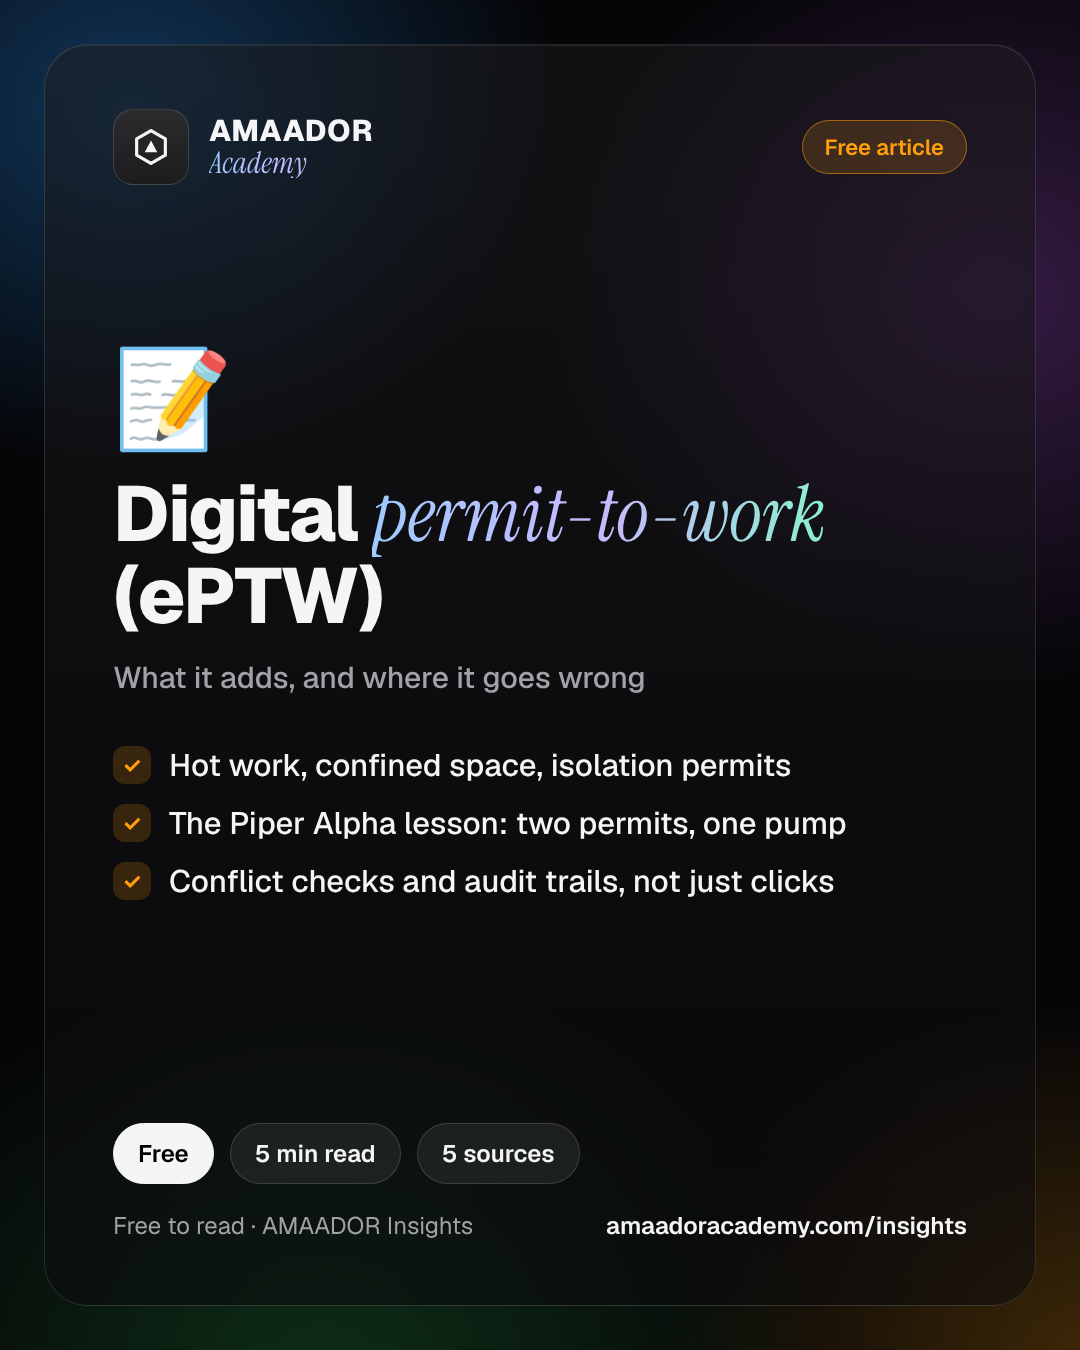 AMAADOR
Academy
Free article
Digital permit-to-work
(ePTW)
What it adds, and where it goes wrong
Hot work, confined space, isolation permits
The Piper Alpha lesson: two permits, one pump
Conflict checks and audit trails, not just clicks
Free
5 min read
5 sources
Free to read · AMAADOR Insights
amaadoracademy.com/insights